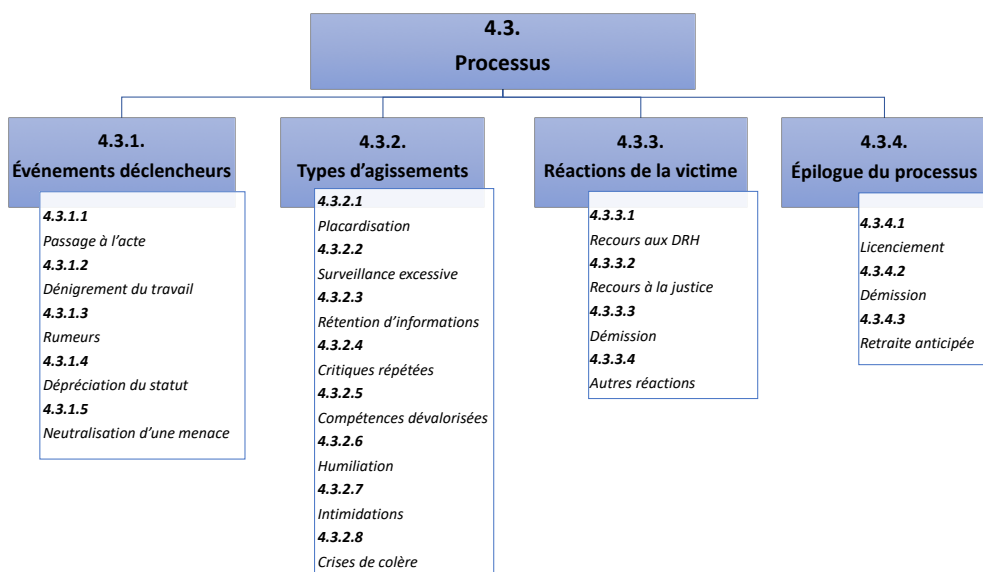 4.3.
Processus
4.3.1.
Événements déclencheurs
4.3.1.1
Passage à l'acte
4.3.1.2
Dénigrement du travail
4.3.1.3
Rumeurs
4.3.1.4
Dépréciation du statut
4.3.1.5
Neutralisation d'une menace
4.3.2.
Types d'agissements
4.3.2.1
Placardisation
4.3.2.2
Surveillance excessive
4.3.2.3
Rétention d'informations
4.3.2.4
Critiques répétées
4.3.2.5
Compétences dévalorisées
4.3.2.6
Humiliation
4.3.2.7
Intimidations
4.3.2.8
Crises de colère
4.3.3.
Réactions de la victime
4.3.3.1
Recours aux DRH
4.3.3.2
Recours à la justice
4.3.3.3
Démission
4.3.3.4
Autres réactions
4.3.4.
Épilogue du processus
4.3.4.1
Licenciement
4.3.4.2
Démission
4.3.4.3
Retraite anticipée